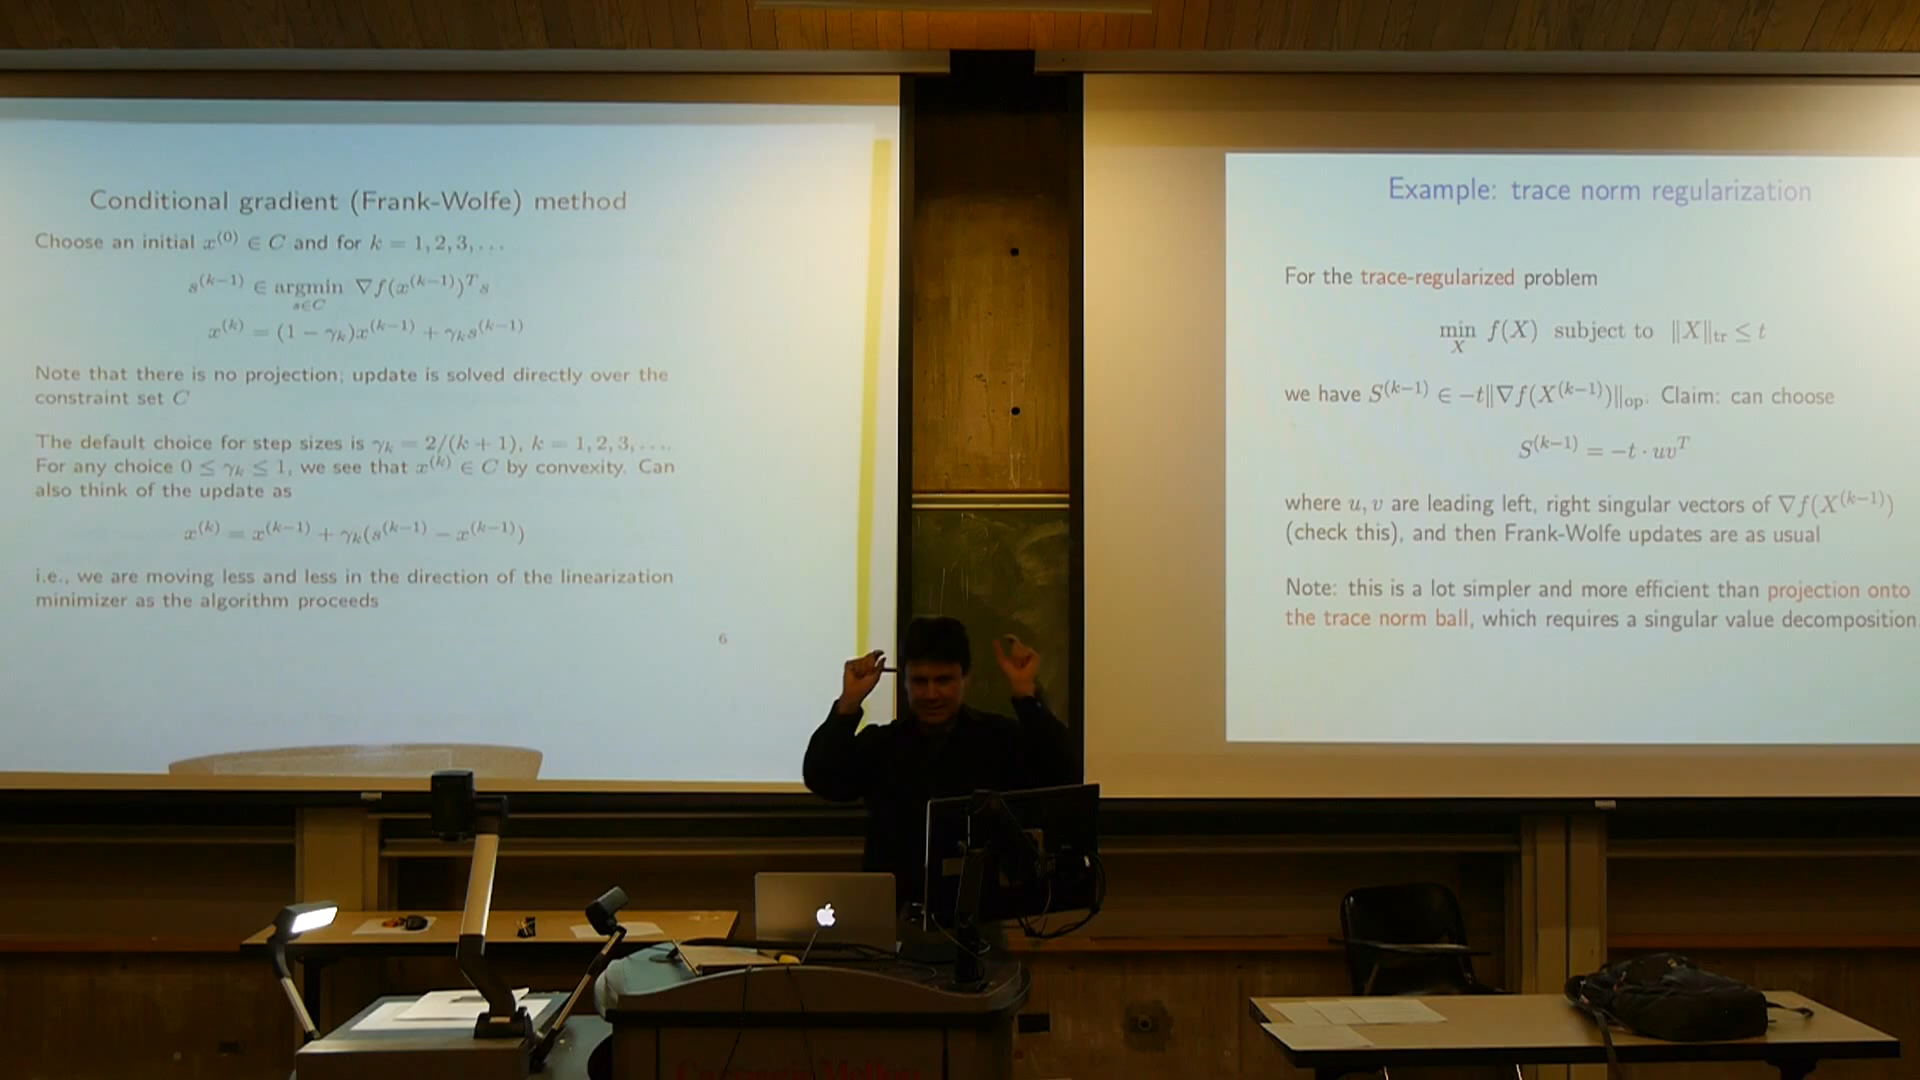 Conditional gradient (Frank-Wolfe) method
Choose an initial x^{(0)} ∈ C and for k = 1, 2, 3, . . .
s^{(k−1)} ∈ argmin_{s∈C} ∇f(x^{(k−1)})^T s
x^{(k)} = (1 − γ_k)x^{(k−1)} + γ_k s^{(k−1)}
Note that there is no projection; update is solved directly over the
constraint set C
The default choice for step sizes is γ_k = 2/(k + 1), k = 1, 2, 3, . . . .
For any choice 0 ≤ γ_k ≤ 1, we see that x^{(k)} ∈ C by convexity. Can
also think of the update as
x^{(k)} = x^{(k−1)} + γ_k(s^{(k−1)} − x^{(k−1)})
i.e., we are moving less and less in the direction of the linearization
minimizer as the algorithm proceeds
6
Example: trace norm regularization
For the trace-regularized problem
min_X f(X) subject to ‖X‖_{tr} ≤ t
we have S^{(k−1)} ∈ −t‖∇f(X^{(k−1)})‖_{op}. Claim: can choose
S^{(k−1)} = −t · uv^T
where u, v are leading left, right singular vectors of ∇f(X^{(k−1)})
(check this), and then Frank-Wolfe updates are as usual
Note: this is a lot simpler and more efficient than projection onto
the trace norm ball, which requires a singular value decomposition.
Carnegie Mellon